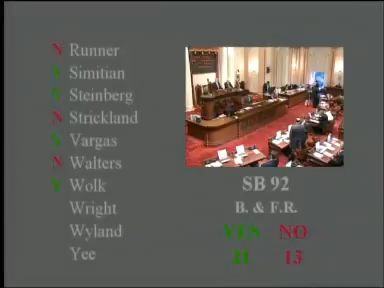 N Runner
Y Simitian
Y Steinberg
N Strickland
Y Vargas
N Walters
Y Wolk
Wright
Wyland
Yee
SB 92
B. & F.R.
YES NO
21 13